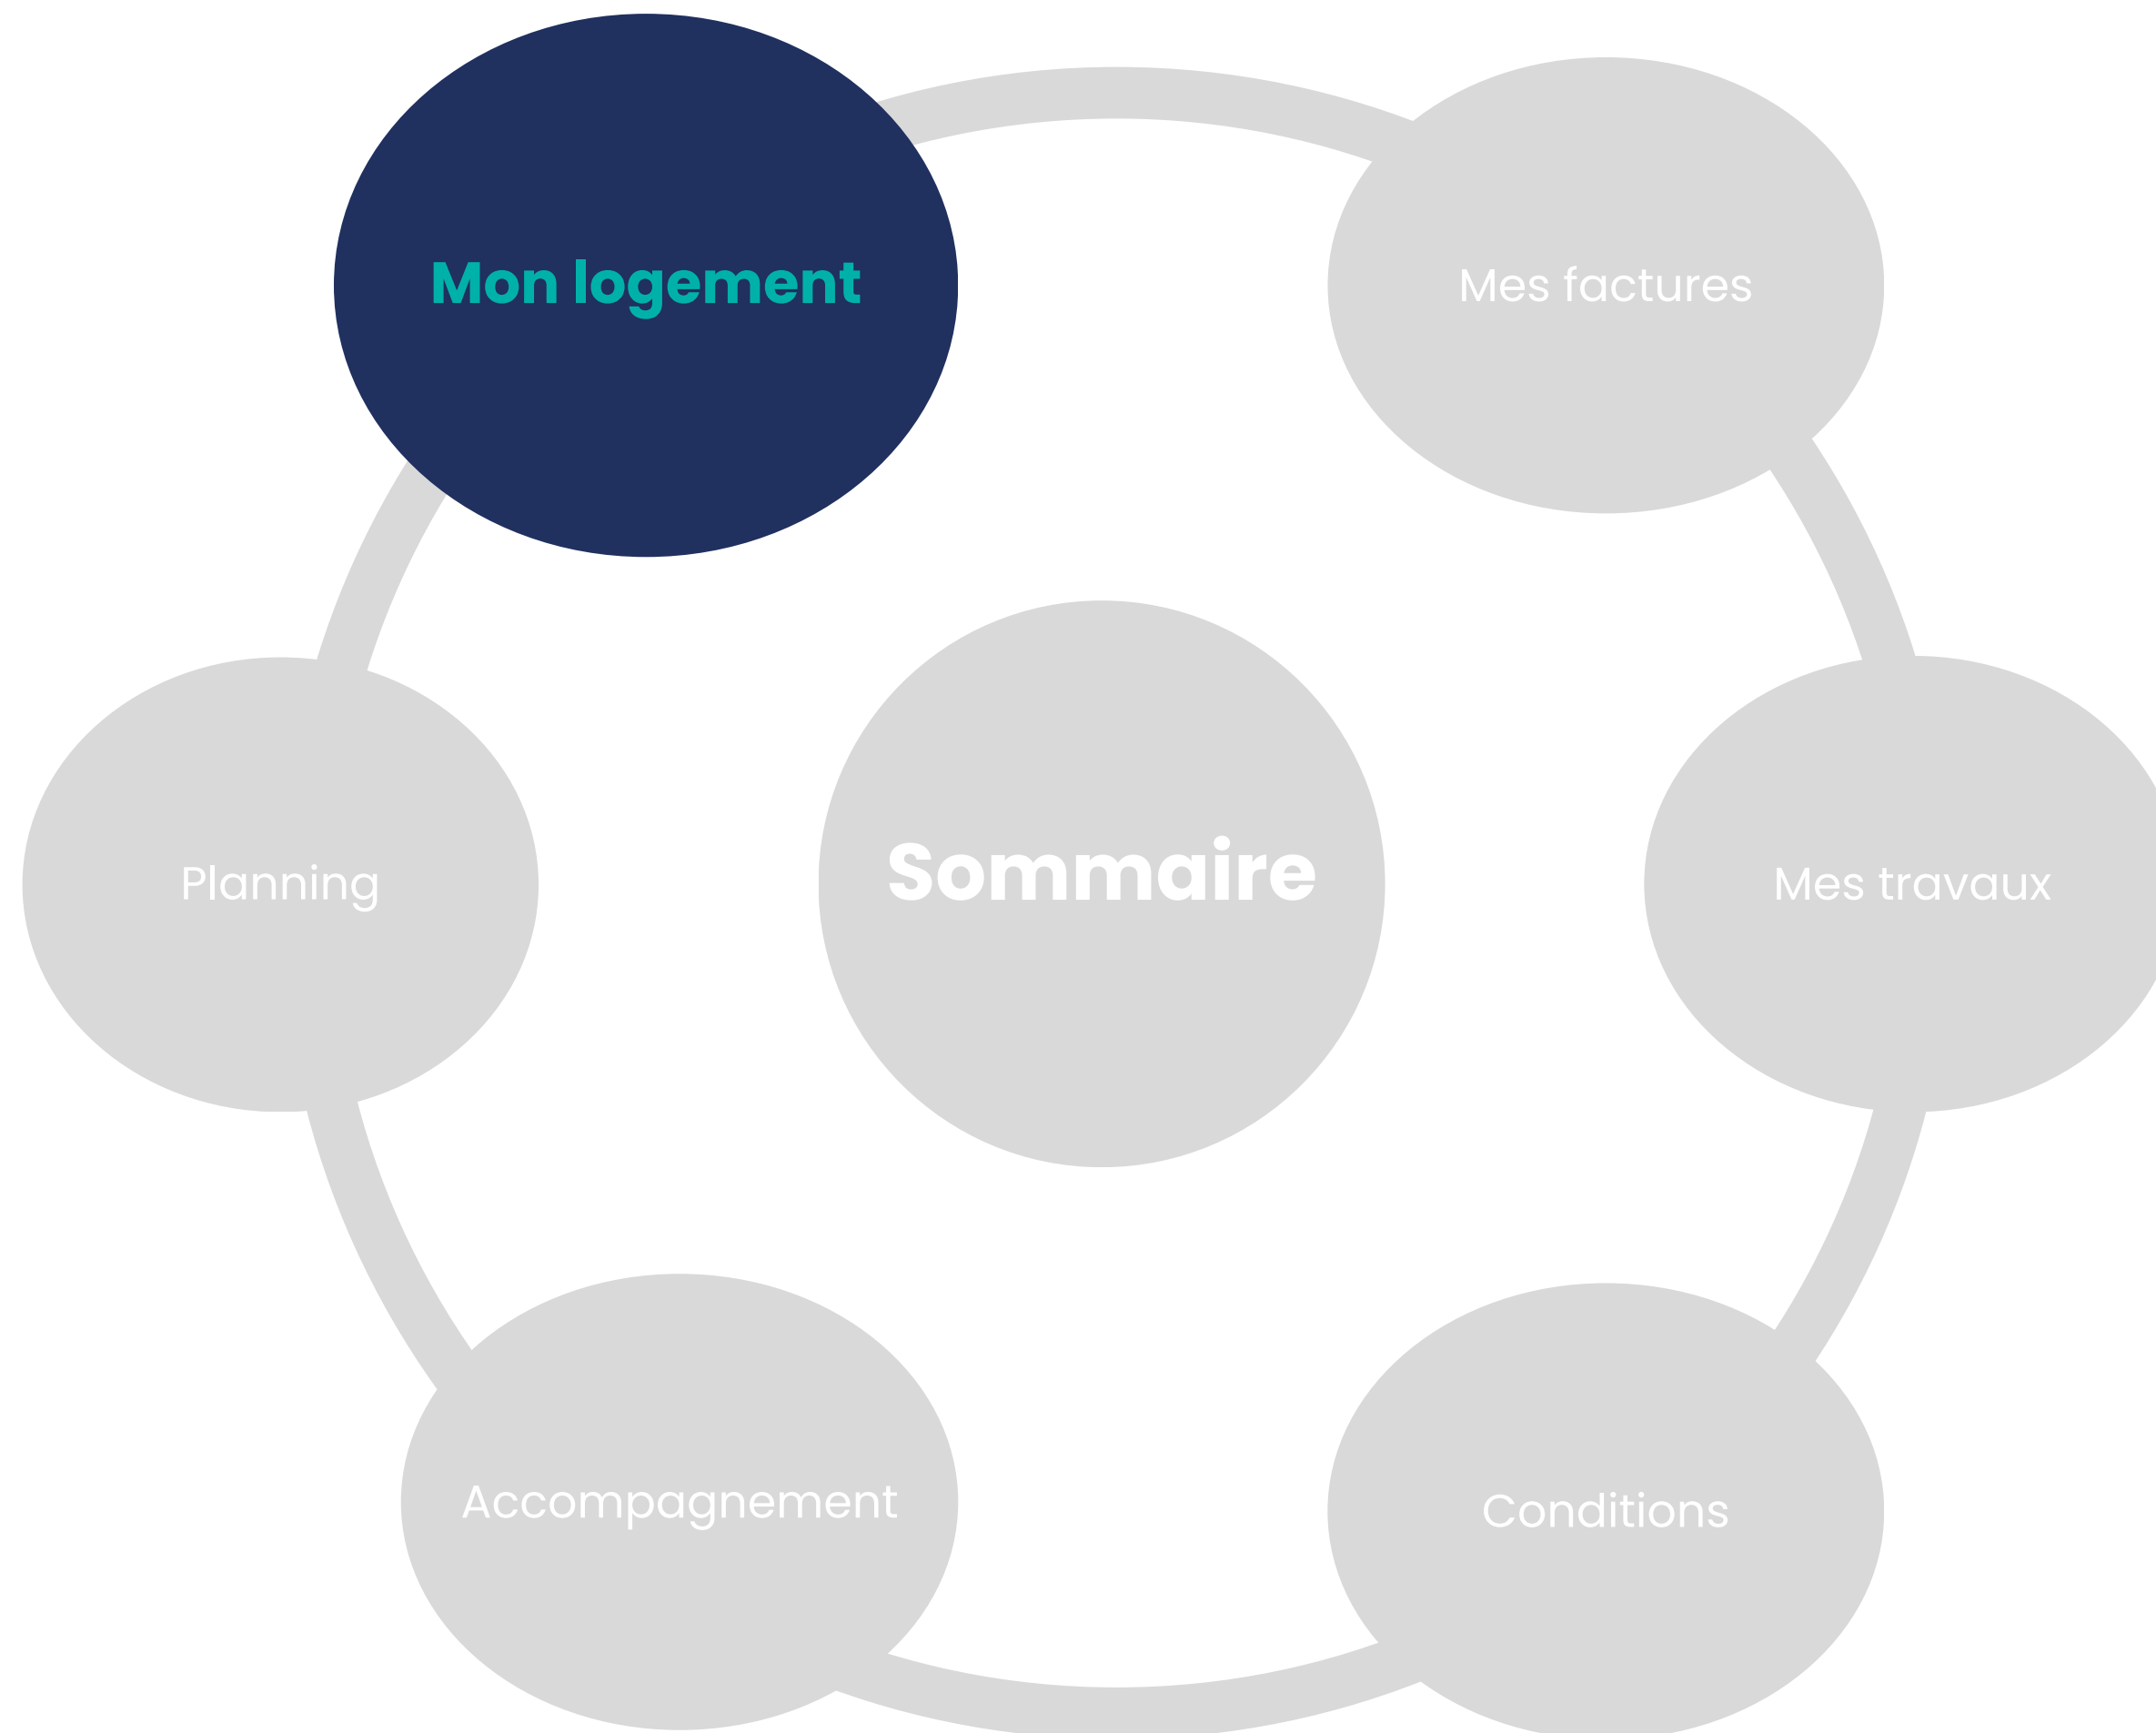 Mon logement
Mes factures
Planning
Sommaire
Mes travaux
Accompagnement
Conditions